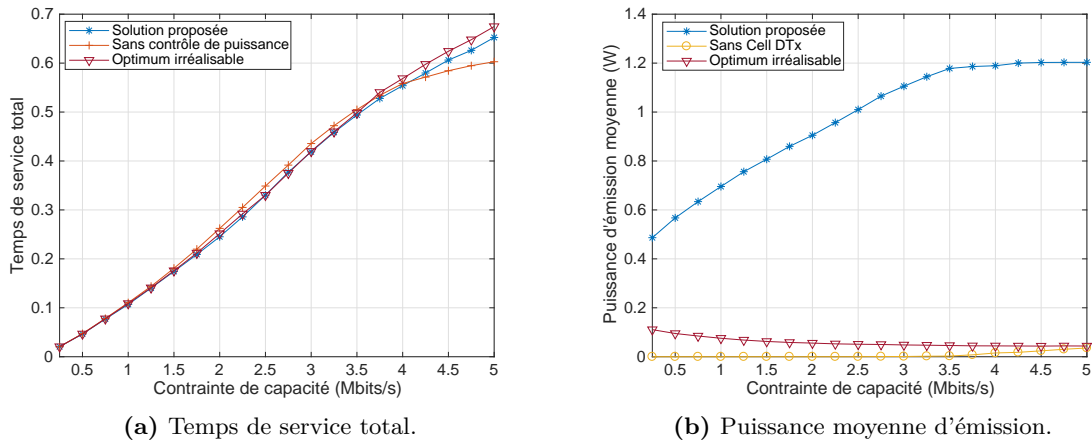 Solution proposée
Sans contrôle de puissance
Optimum irréalisable
Temps de service total
0.7
0.6
0.5
0.4
0.3
0.2
0.1
0
0.5 1 1.5 2 2.5 3 3.5 4 4.5 5
Contrainte de capacité (Mbits/s)
(a) Temps de service total.
Solution proposée
Sans Cell DTx
Optimum irréalisable
Puissance d'émission moyenne (W)
1.4
1.2
1
0.8
0.6
0.4
0.2
0
0.5 1 1.5 2 2.5 3 3.5 4 4.5 5
Contrainte de capacité (Mbits/s)
(b) Puissance moyenne d'émission.